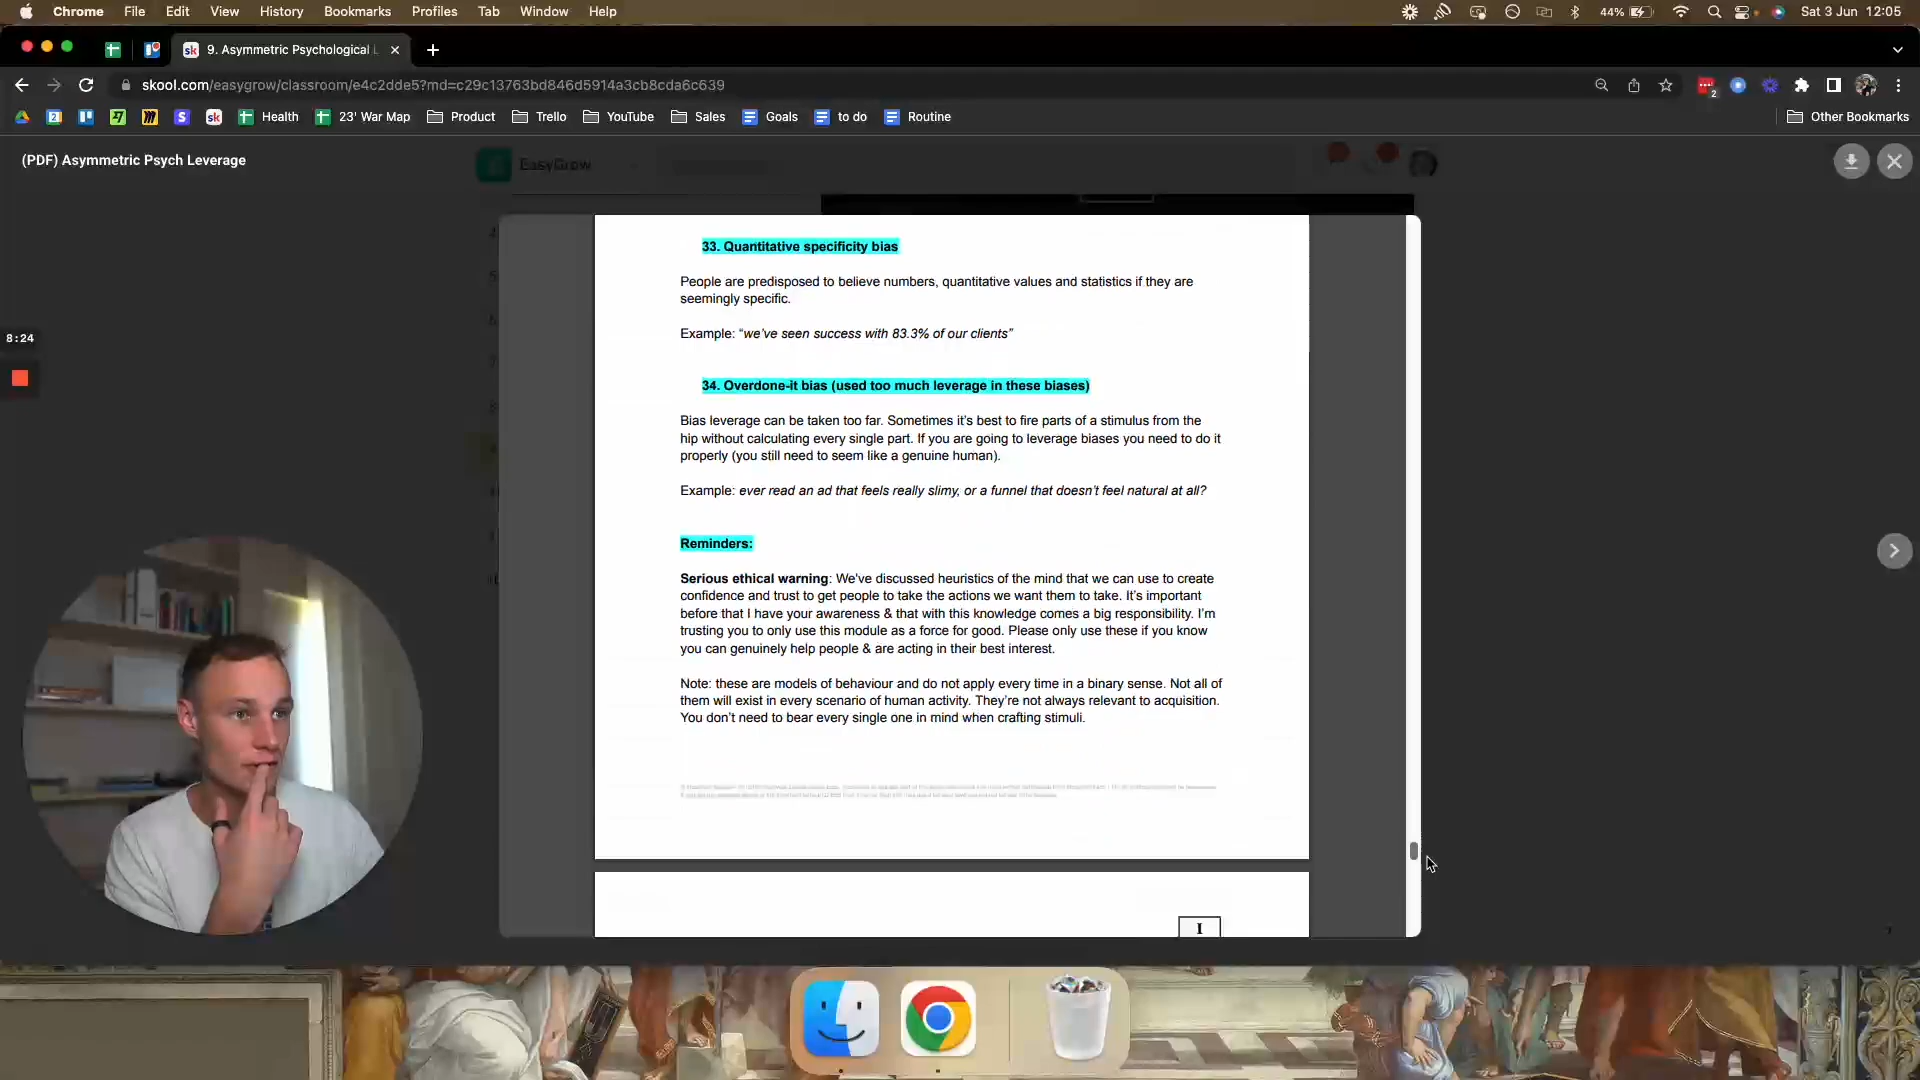 Chrome File Edit View History Bookmarks Profiles Tab Window Help 44% Sat 3 Jun 12:05
sk 9. Asymmetric Psychological L
skool.com/easygrow/classroom/e4c2dde5?md=c29c13763bd846d5914a3cb8cda6c639 2
2 S sk Health 23' War Map Product Trello YouTube Sales Goals to do Routine Other Bookmarks
(PDF) Asymmetric Psych Leverage
EasyGrow
33. Quantitative specificity bias
People are predisposed to believe numbers, quantitative values and statistics if they are
seemingly specific.
8:24
Example: “we’ve seen success with 83.3% of our clients”
34. Overdone-it bias (used too much leverage in these biases)
Bias leverage can be taken too far. Sometimes it’s best to fire parts of a stimulus from the
hip without calculating every single part. If you are going to leverage biases you need to do it
properly (you still need to seem like a genuine human).
Example: ever read an ad that feels really slimy, or a funnel that doesn’t feel natural at all?
Reminders:
Serious ethical warning: We’ve discussed heuristics of the mind that we can use to create
confidence and trust to get people to take the actions we want them to take. It’s important
before that I have your awareness & that with this knowledge comes a big responsibility. I’m
trusting you to only use this module as a force for good. Please only use these if you know
you can genuinely help people & are acting in their best interest.
Note: these are models of behaviour and do not apply every time in a binary sense. Not all of
them will exist in every scenario of human activity. They’re not always relevant to acquisition.
You don’t need to bear every single one in mind when crafting stimuli.
I